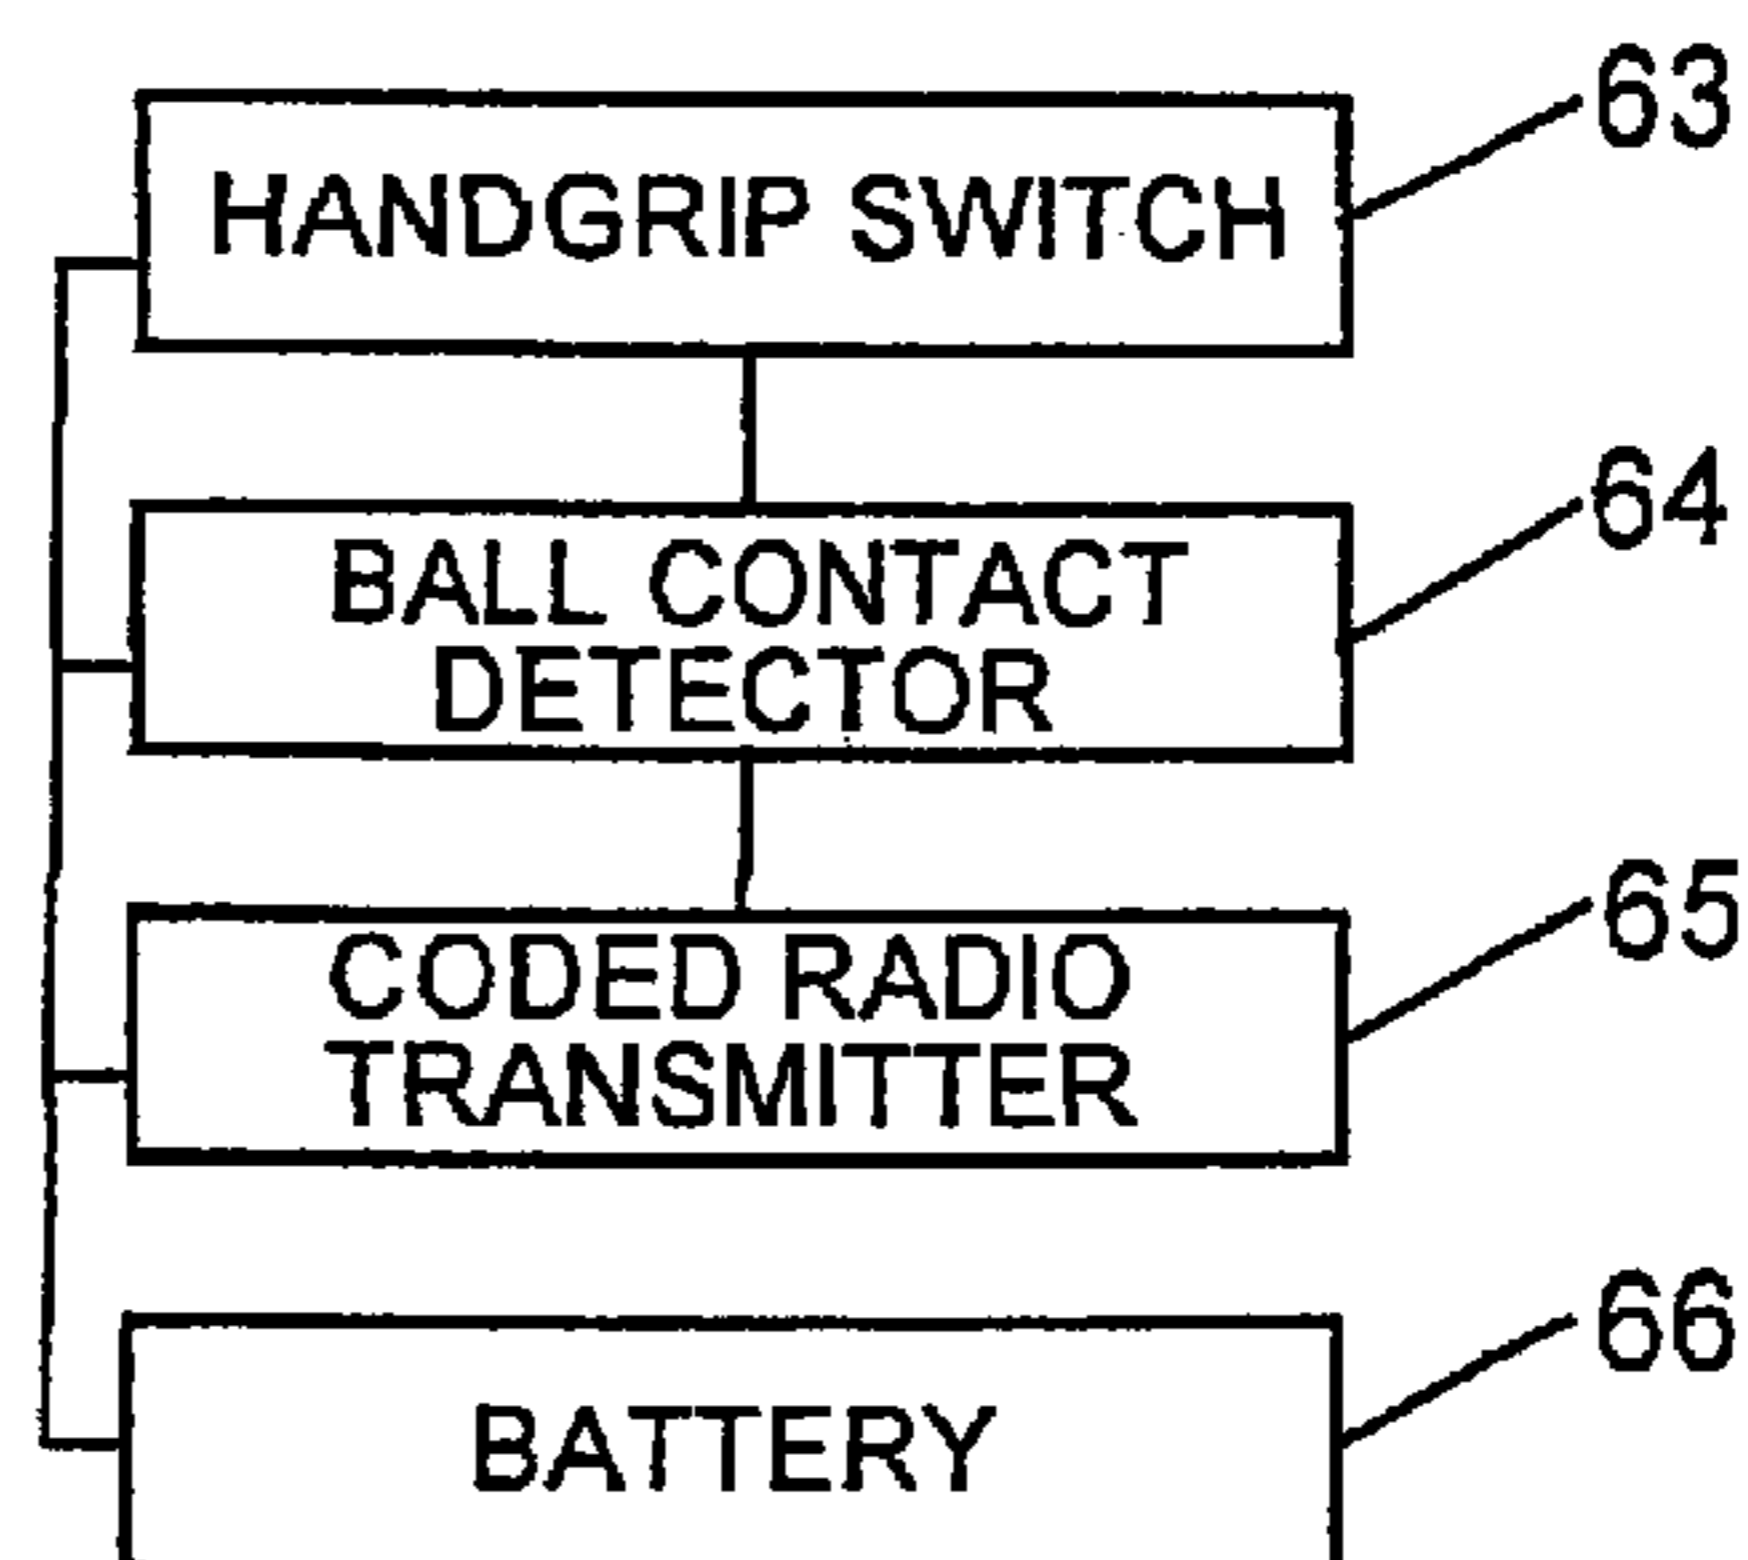 63
HANDGRIP SWITCH
64
BALL CONTACT
DETECTOR
65
CODED RADIO
TRANSMITTER
66
BATTERY